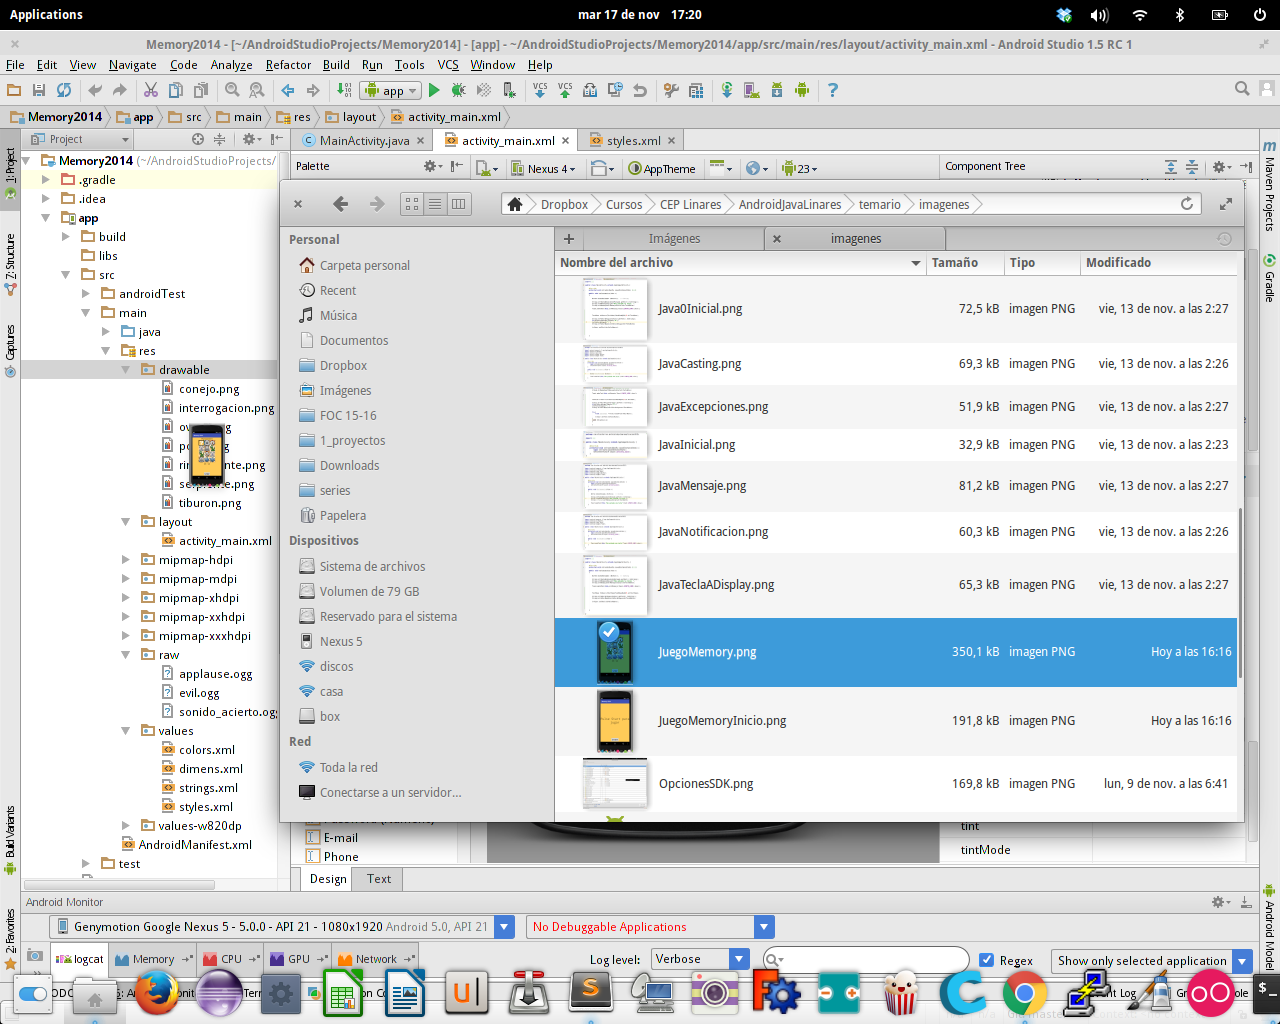 Applications
mar 17 de nov 17:20
Memory2014 - [~/AndroidStudioProjects/Memory2014] - [app] - ~/AndroidStudioProjects/Memory2014/app/src/main/res/layout/activity_main.xml - Android Studio 1.5 RC 1
File Edit View Navigate Code Analyze Refactor Build Run Tools VCS Window Help
app
Memory2014 app src main res layout activity_main.xml
Project MainActivity.java activity_main.xml styles.xml
1: Project
Z: Structure
Captures
Build Variants
2: Favorites
Maven Projects
Gradle
Android Model
Palette
Nexus 4
AppTheme
23
Component Tree
Memory2014 (~/AndroidStudioProjects/
.gradle
.idea
app
build
libs
src
androidTest
main
java
res
drawable
conejo.png
interrogacion.png
tiburon.png
layout
activity_main.xml
mipmap-hdpi
mipmap-mdpi
mipmap-xhdpi
mipmap-xxhdpi
mipmap-xxxhdpi
raw
applause.ogg
evil.ogg
sonido_acierto.ogg
values
colors.xml
dimens.xml
strings.xml
styles.xml
values-w820dp
AndroidManifest.xml
test
Dropbox Cursos CEP Linares AndroidJavaLinares temario imagenes
Imágenes imagenes
Personal
Carpeta personal
Recent
Música
Documentos
Dropbox
Imágenes
FOC 15-16
1_proyectos
Downloads
series
Papelera
Dispositivos
Sistema de archivos
Volumen de 79 GB
Reservado para el sistema
Nexus 5
discos
casa
box
Red
Toda la red
Conectarse a un servidor...
Nombre del archivo Tamaño Tipo Modificado
Java0Inicial.png 72,5 kB imagen PNG vie, 13 de nov. a las 2:27
JavaCasting.png 69,3 kB imagen PNG vie, 13 de nov. a las 2:26
JavaExcepciones.png 51,9 kB imagen PNG vie, 13 de nov. a las 2:27
JavaInicial.png 32,9 kB imagen PNG vie, 13 de nov. a las 2:23
JavaMensaje.png 81,2 kB imagen PNG vie, 13 de nov. a las 2:27
JavaNotificacion.png 60,3 kB imagen PNG vie, 13 de nov. a las 2:26
JavaTeclaADisplay.png 65,3 kB imagen PNG vie, 13 de nov. a las 2:27
JuegoMemory.png 350,1 kB imagen PNG Hoy a las 16:16
JuegoMemoryInicio.png 191,8 kB imagen PNG Hoy a las 16:16
OpcionesSDK.png 169,8 kB imagen PNG lun, 9 de nov. a las 6:41
E-mail
Phone
tint
tintMode
Design Text
Android Monitor
Genymotion Google Nexus 5 - 5.0.0 - API 21 - 1080x1920 Android 5.0, API 21
No Debuggable Applications
logcat Memory CPU GPU Network
Log level: Verbose
Regex
Show only selected application